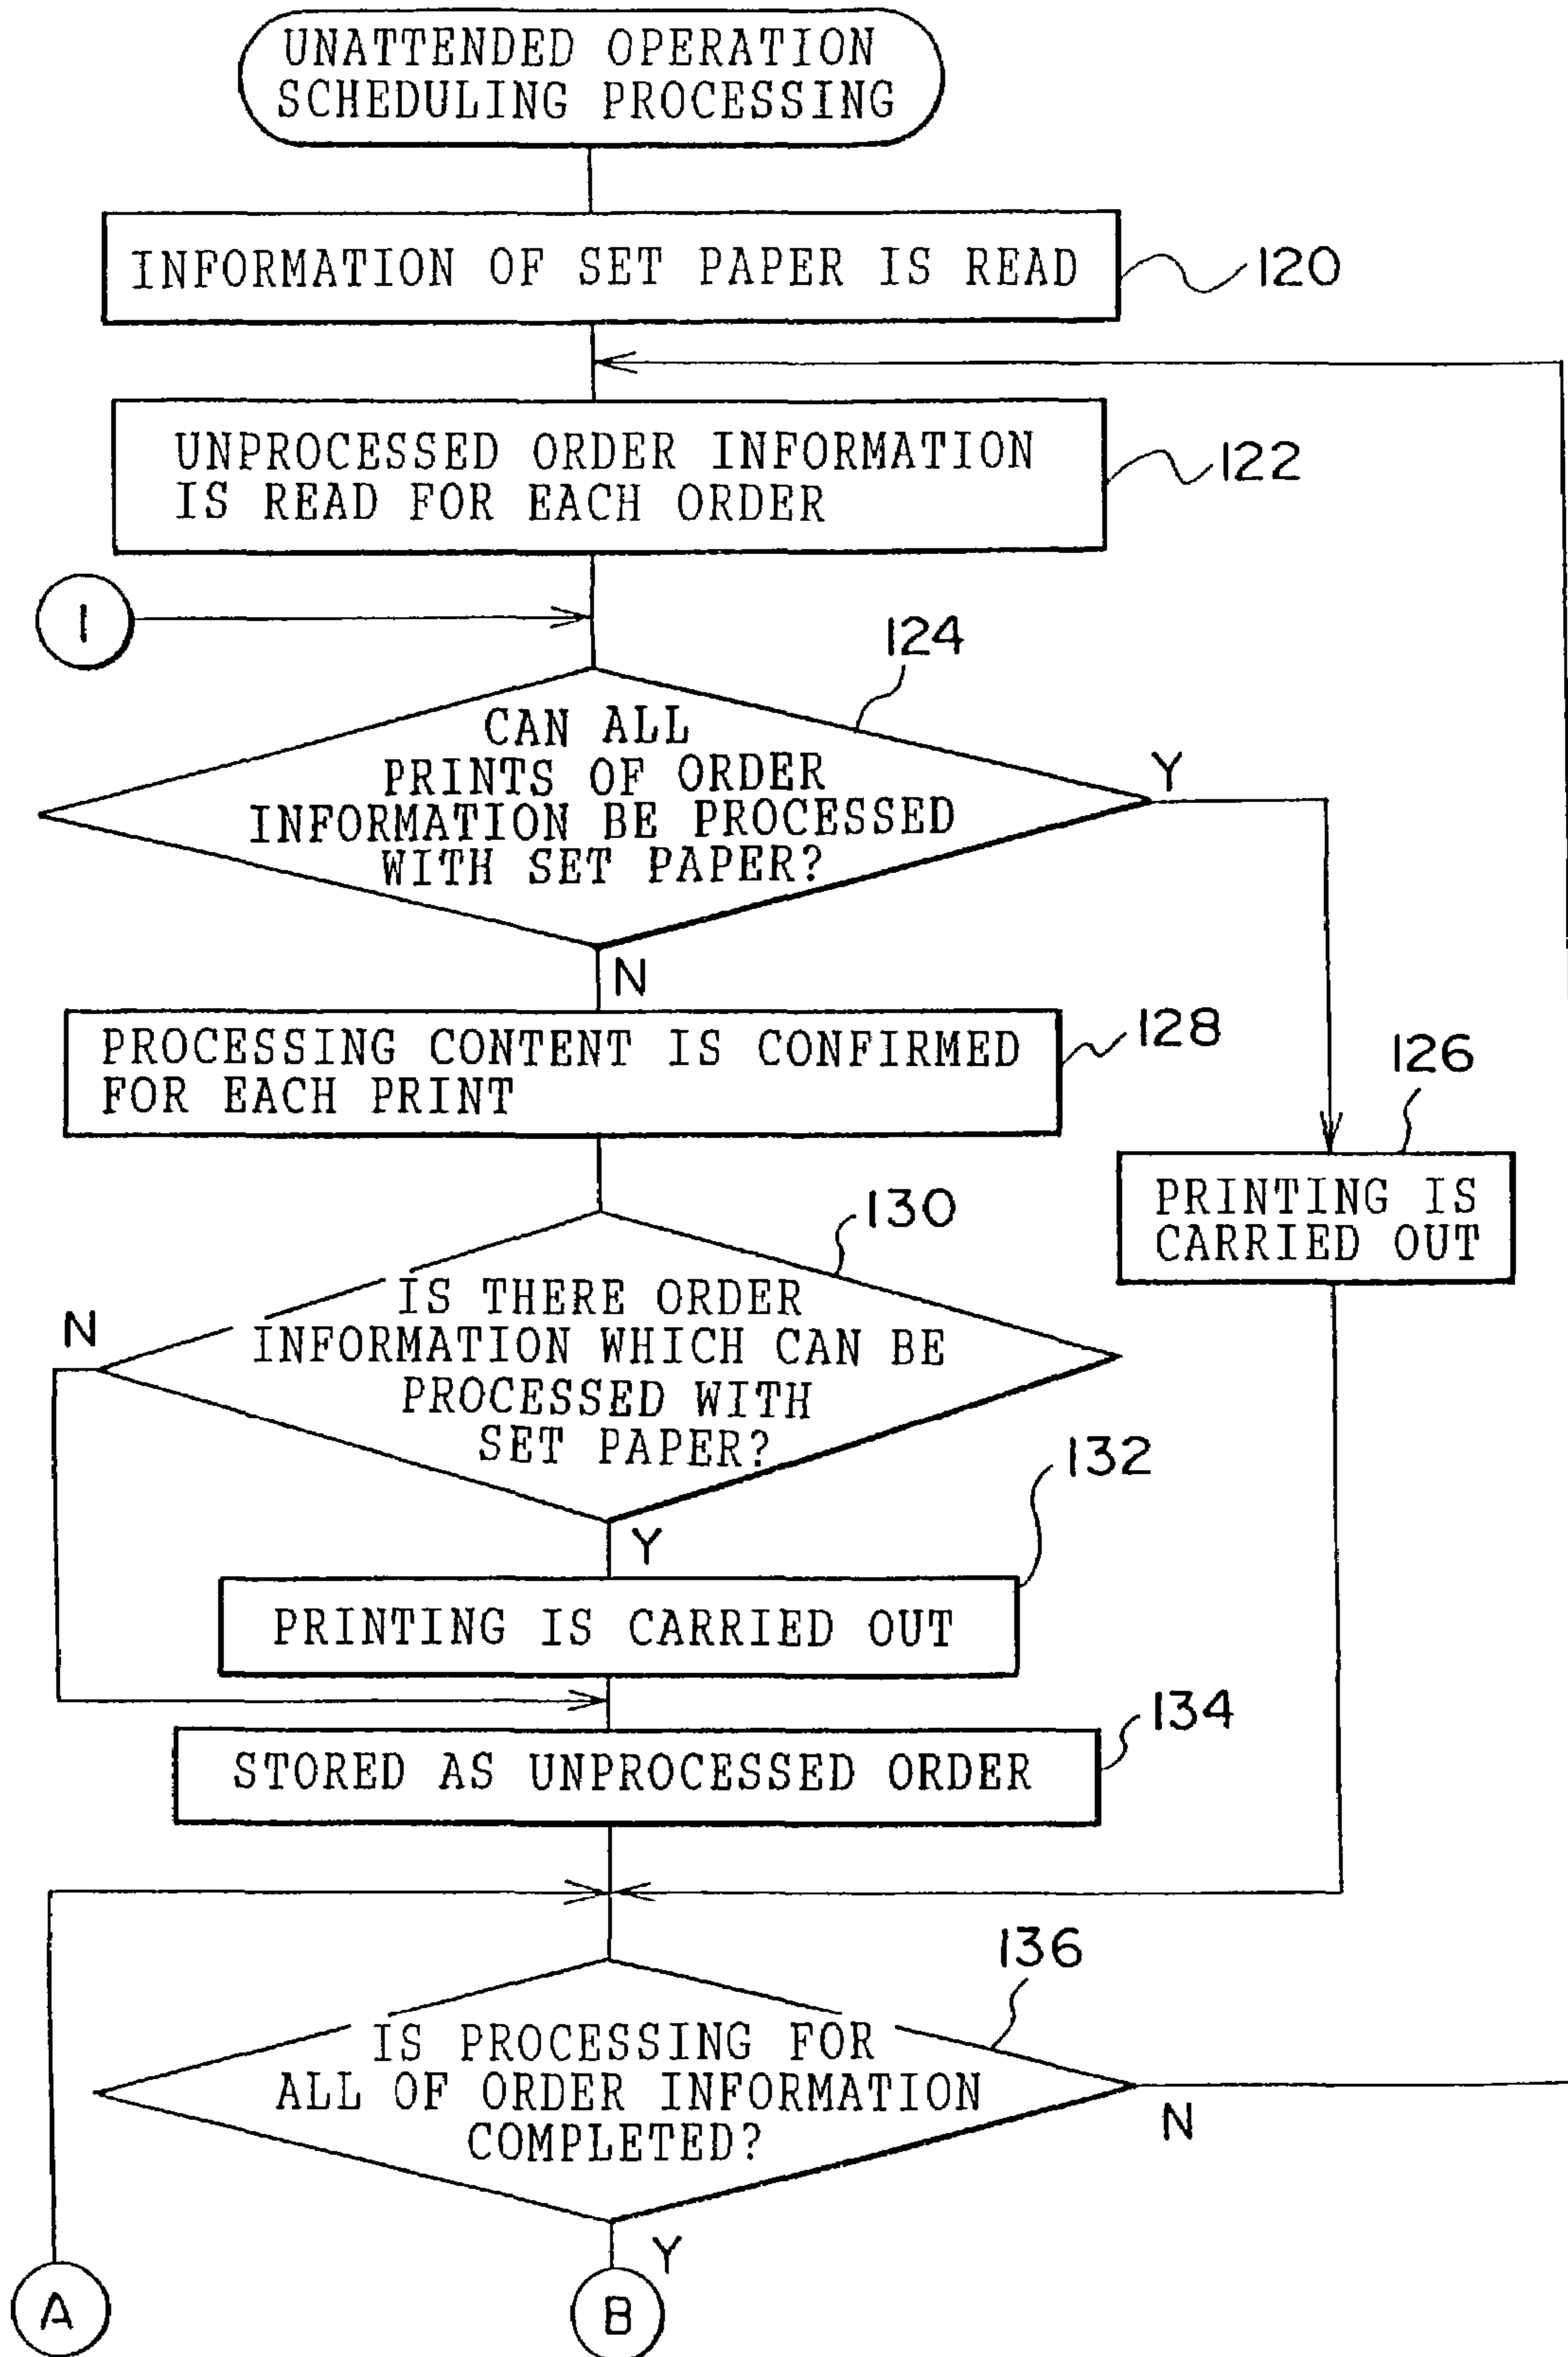 UNATTENDED OPERATION
SCHEDULING PROCESSING
INFORMATION OF SET PAPER IS READ
120
UNPROCESSED ORDER INFORMATION
IS READ FOR EACH ORDER
122
1
124
CAN ALL
PRINTS OF ORDER
INFORMATION BE PROCESSED
WITH SET PAPER?
Y
N
PROCESSING CONTENT IS CONFIRMED
FOR EACH PRINT
128
126
PRINTING IS
CARRIED OUT
130
IS THERE ORDER
INFORMATION WHICH CAN BE
PROCESSED WITH
SET PAPER?
N
Y
132
PRINTING IS CARRIED OUT
134
STORED AS UNPROCESSED ORDER
136
IS PROCESSING FOR
ALL OF ORDER INFORMATION
COMPLETED?
N
Y
A
B